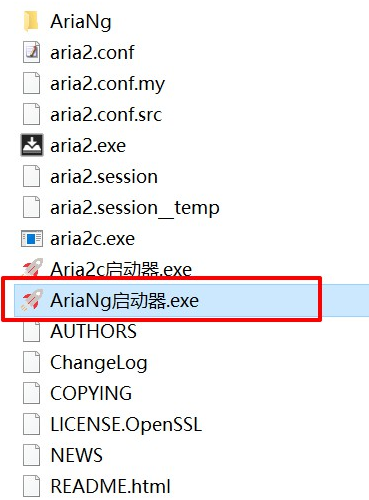 AriaNg
aria2.conf
aria2.conf.my
aria2.conf.src
aria2.exe
aria2.session
aria2.session__temp
aria2c.exe
Aria2c启动器.exe
AriaNg启动器.exe
AUTHORS
ChangeLog
COPYING
LICENSE.OpenSSL
NEWS
README.html